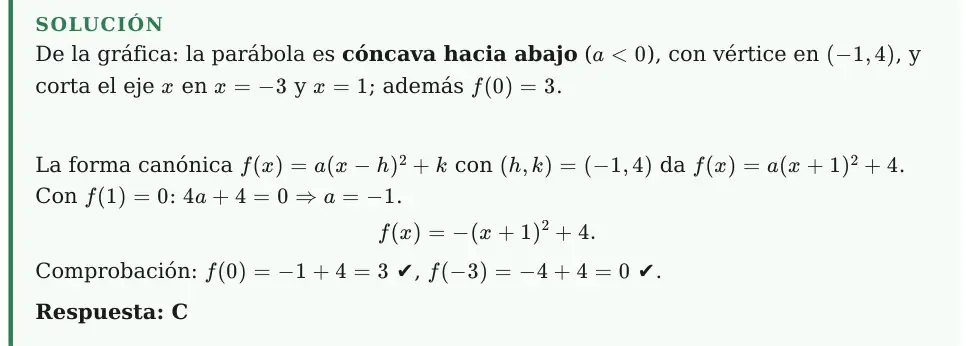 SOLUCIÓN
De la gráfica: la parábola es cóncava hacia abajo (a < 0), con vértice en (−1, 4), y
corta el eje x en x = −3 y x = 1; además f(0) = 3.
La forma canónica f(x) = a(x − h)² + k con (h, k) = (−1, 4) da f(x) = a(x + 1)² + 4.
Con f(1) = 0: 4a + 4 = 0 ⇒ a = −1.
f(x) = −(x + 1)² + 4.
Comprobación: f(0) = −1 + 4 = 3 ✔, f(−3) = −4 + 4 = 0 ✔.
Respuesta: C